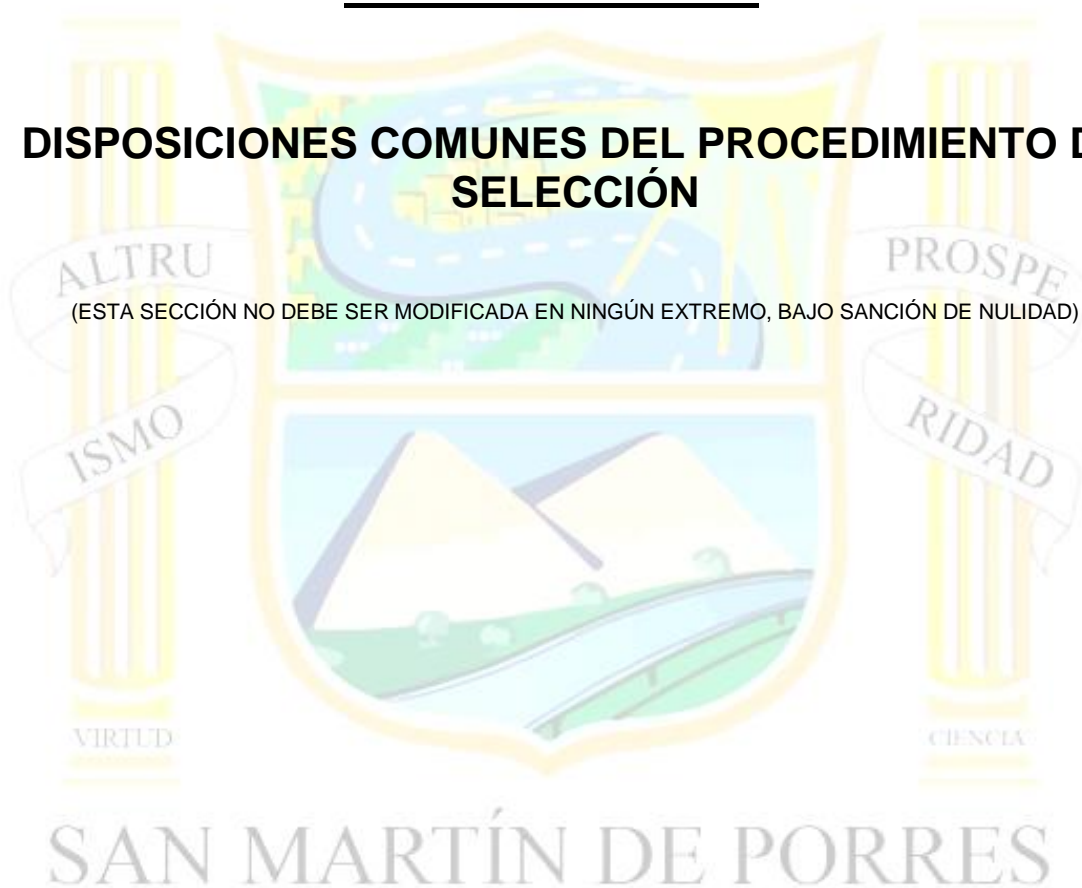 DISPOSICIONES COMUNES DEL PROCEDIMIENTO D
SELECCIÓN
ALTRU
PROSPE
(ESTA SECCIÓN NO DEBE SER MODIFICADA EN NINGÚN EXTREMO, BAJO SANCIÓN DE NULIDAD)
ISMO
RIDAD
VIRTUD
CIENCIA
SAN MARTÍN DE PORRES